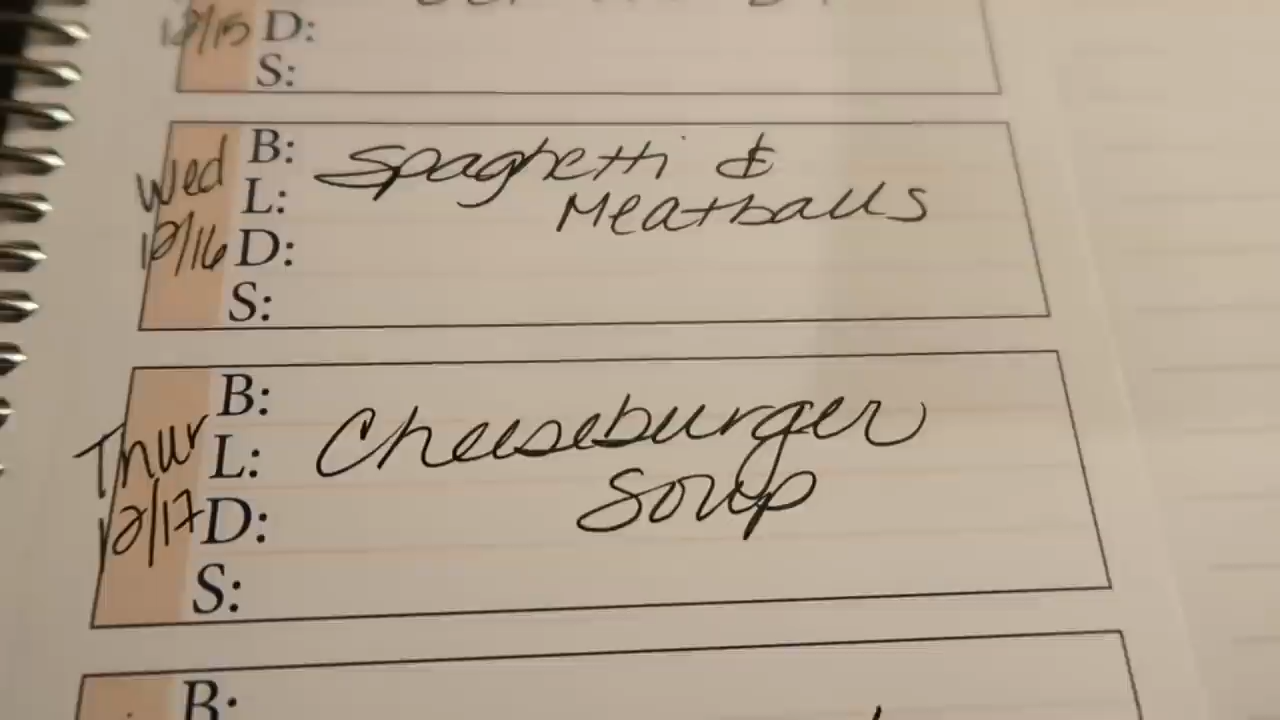 12/15 D:
S:
Wed B: Spaghetti &
L: Meatballs
12/16 D:
S:
B:
Thur L: Cheeseburger
Soup
12/17 D:
S:
B: